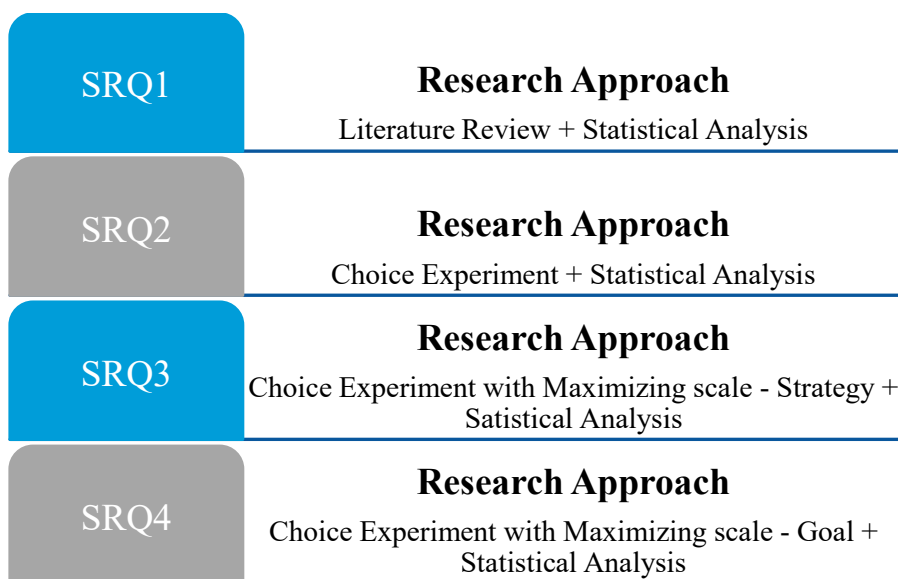 SRQ1
Research Approach
Literature Review + Statistical Analysis
SRQ2
Research Approach
Choice Experiment + Statistical Analysis
SRQ3
Research Approach
Choice Experiment with Maximizing scale - Strategy +
Satistical Analysis
SRQ4
Research Approach
Choice Experiment with Maximizing scale - Goal +
Statistical Analysis